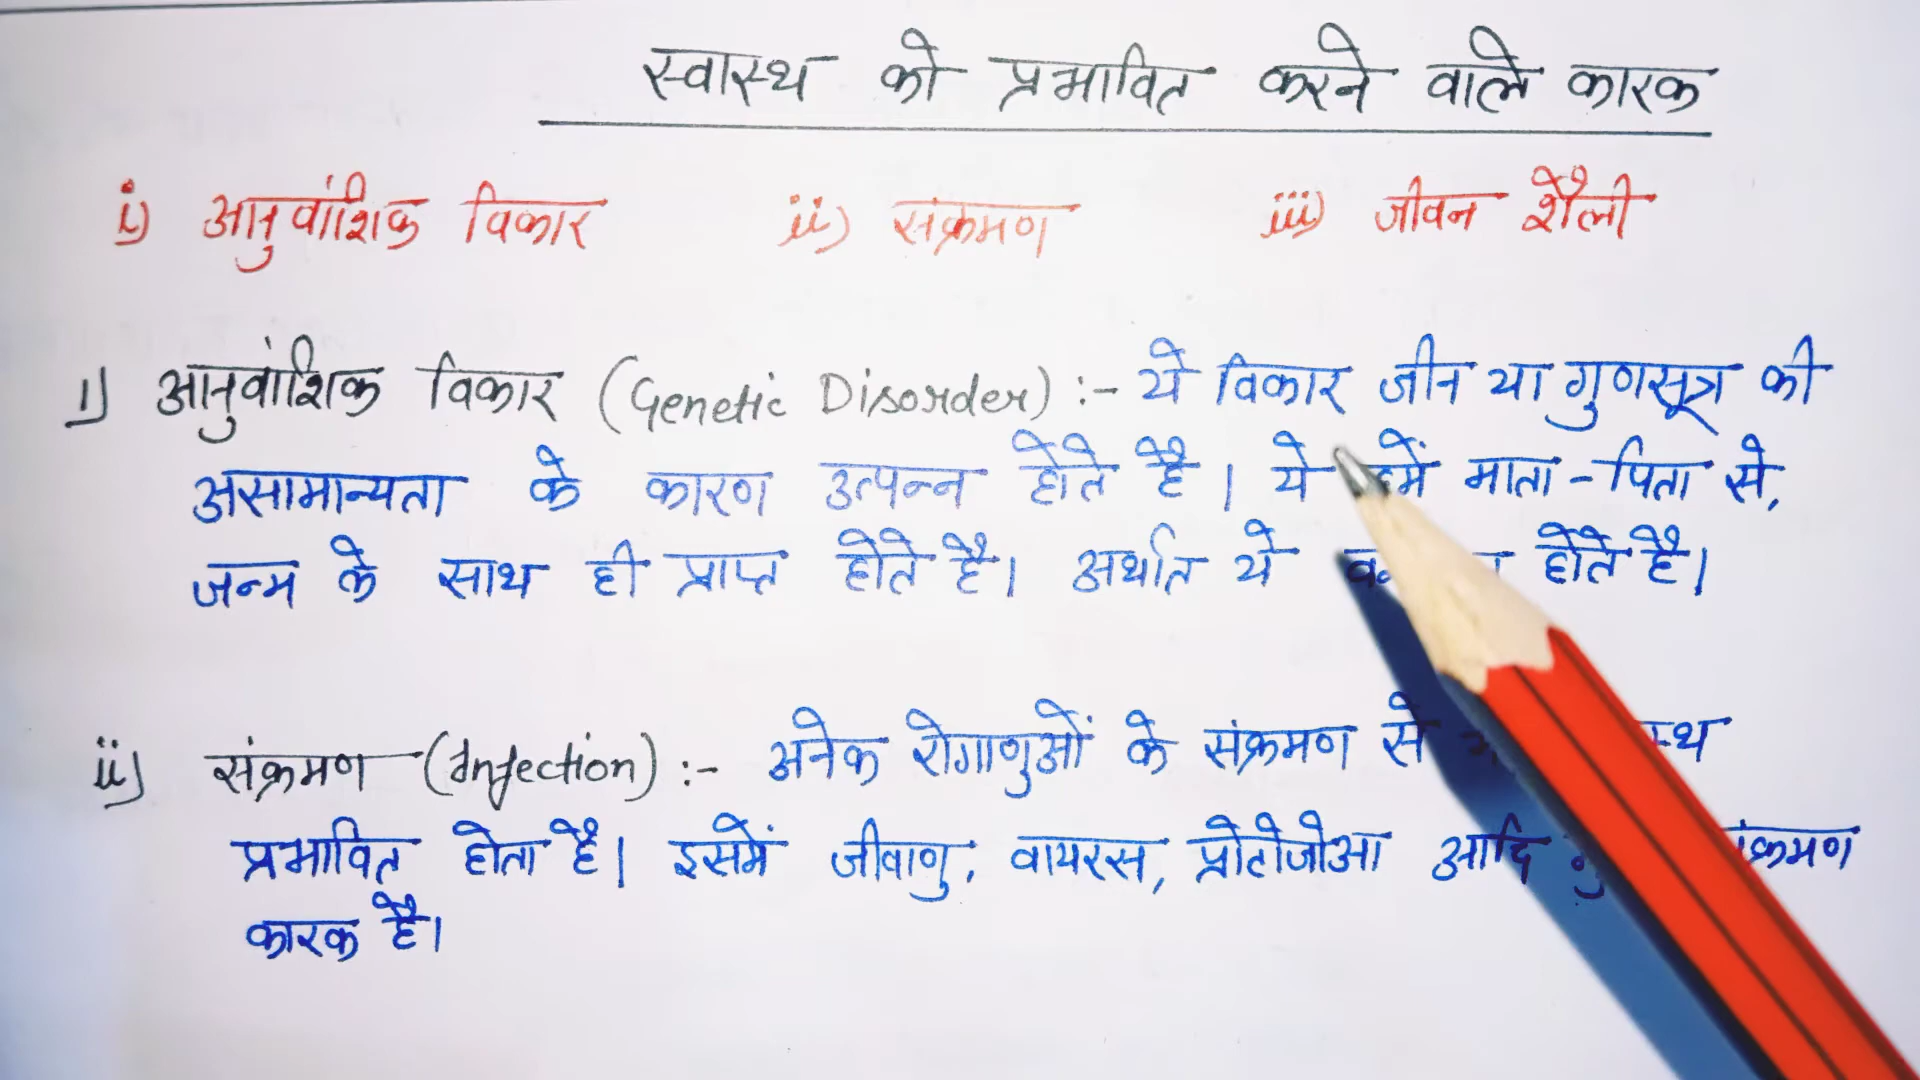 स्वास्थ को प्रभावित करने वाले कारक
i) आनुवांशिक विकार ii) संक्रमण iii) जीवन शैली
1) आनुवांशिक विकार (Genetic Disorder) :- ये विकार जीन या गुणसूत्र की
असामान्यता के कारण उत्पन्न होते है। ये हमें माता-पिता से,
जन्म के साथ ही प्राप्त होते है। अर्थात ये होते है।
ii) संक्रमण (Infection) :- अनेक रोगाणुओं के संक्रमण से
प्रभावित होता है। इसमें जीवाणु, वायरस, प्रोटोजोआ आदि संक्रमण
कारक है।